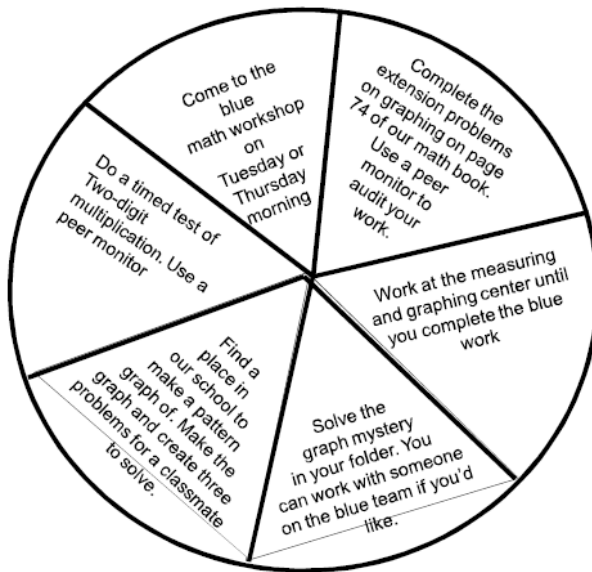 Come to the
blue
math workshop
on
Tuesday or
Thursday
morning
Complete the
extension problems
on graphing on page
74 of our math book.
Use a peer
monitor to
audit your
work.
Work at the measuring
and graphing center until
you complete the blue
work
Solve the
graph mystery
in your folder. You
can work with someone
on the blue team if you'd
like.
Find a
place in
our school to
make a pattern
graph of. Make the
graph and create three
problems for a classmate
to solve.
Do a timed test of
Two-digit
multiplication. Use a
peer monitor